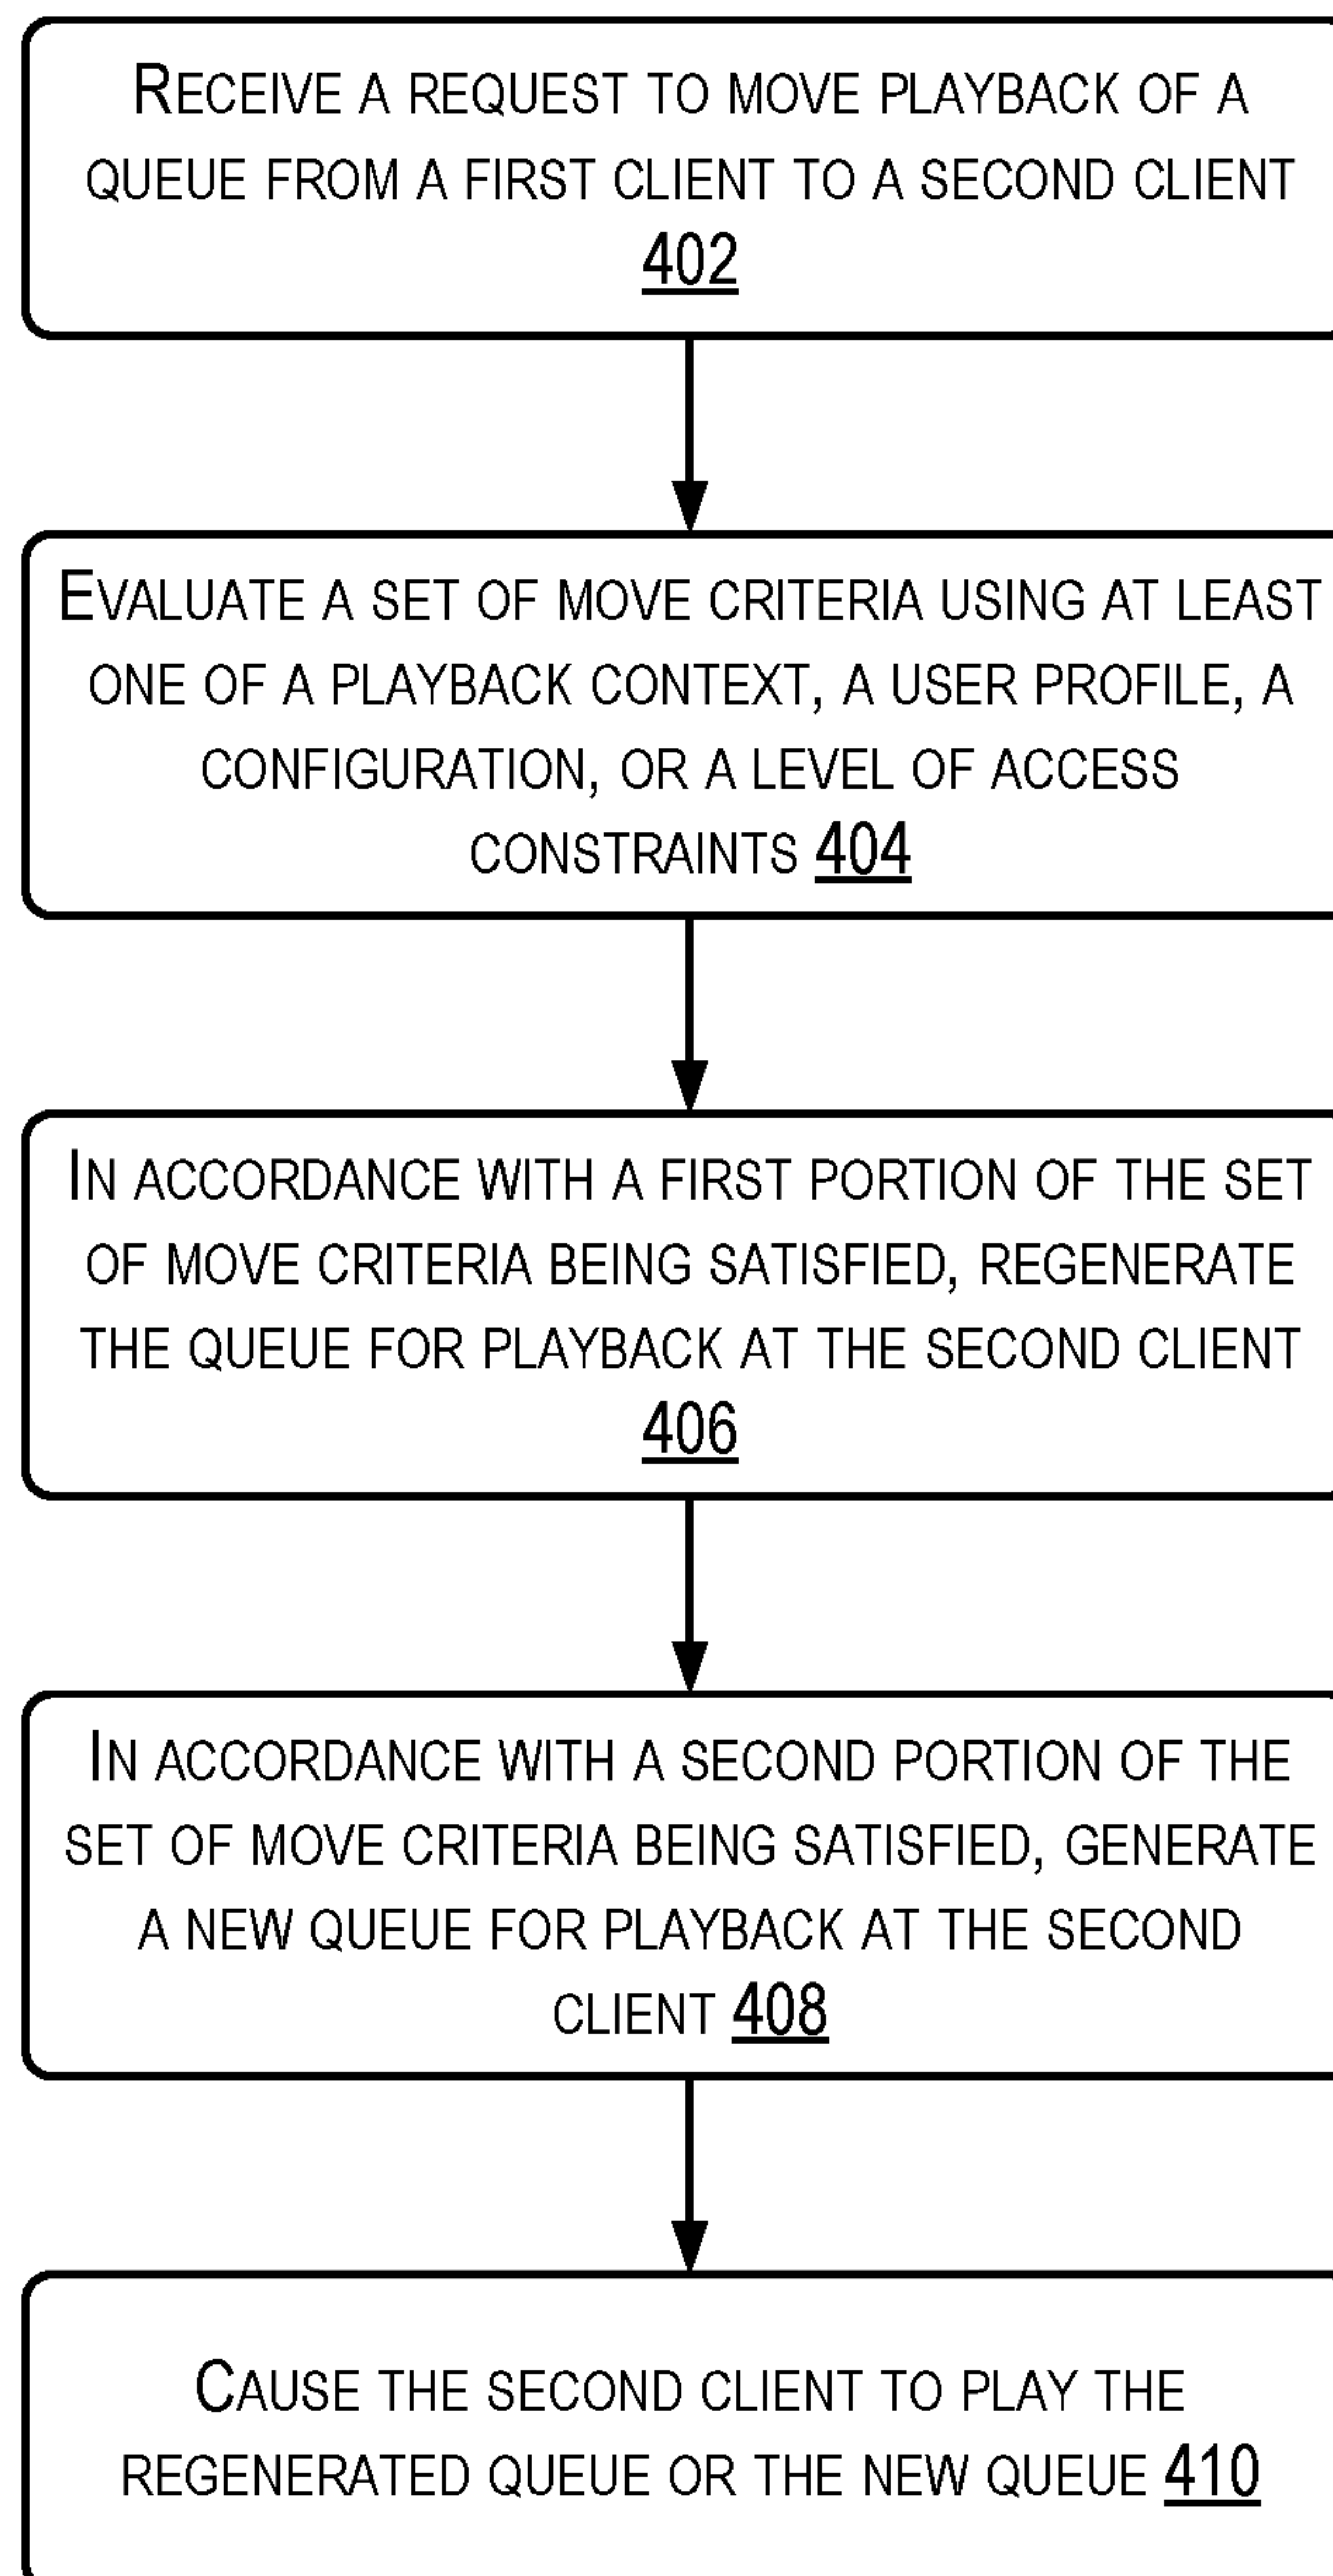 RECEIVE A REQUEST TO MOVE PLAYBACK OF A
QUEUE FROM A FIRST CLIENT TO A SECOND CLIENT
402
EVALUATE A SET OF MOVE CRITERIA USING AT LEAST
ONE OF A PLAYBACK CONTEXT, A USER PROFILE, A
CONFIGURATION, OR A LEVEL OF ACCESS
CONSTRAINTS 404
IN ACCORDANCE WITH A FIRST PORTION OF THE SET
OF MOVE CRITERIA BEING SATISFIED, REGENERATE
THE QUEUE FOR PLAYBACK AT THE SECOND CLIENT
406
IN ACCORDANCE WITH A SECOND PORTION OF THE
SET OF MOVE CRITERIA BEING SATISFIED, GENERATE
A NEW QUEUE FOR PLAYBACK AT THE SECOND
CLIENT 408
CAUSE THE SECOND CLIENT TO PLAY THE
REGENERATED QUEUE OR THE NEW QUEUE 410